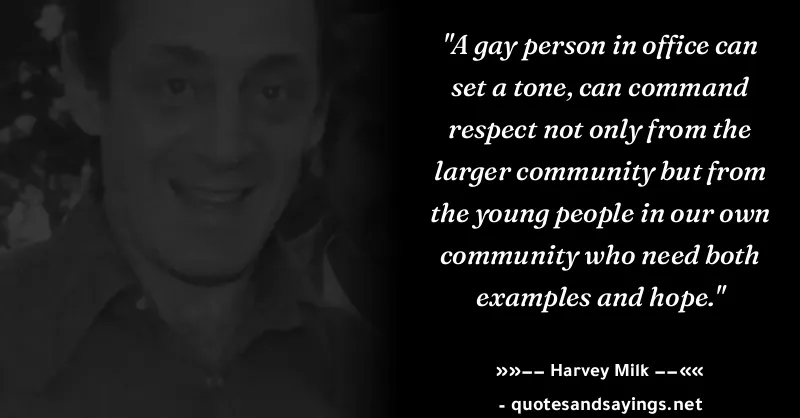 "A gay person in office can
set a tone, can command
respect not only from the
larger community but from
the young people in our own
community who need both
examples and hope."
»»–– Harvey Milk ––««
- quotesandsayings.net